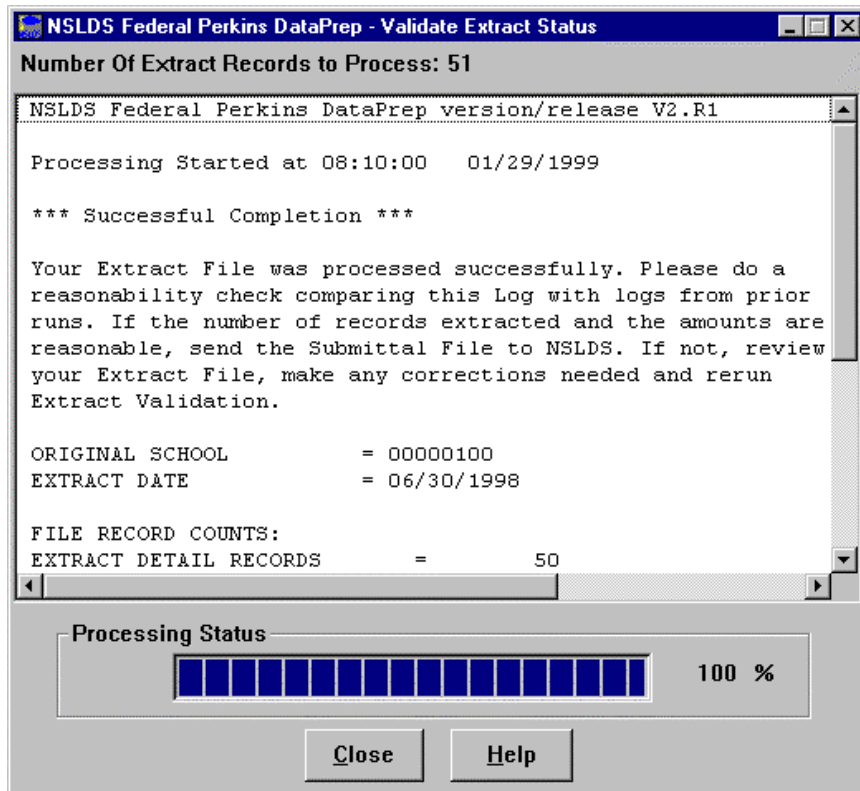 NSLDS Federal Perkins DataPrep - Validate Extract Status
Number Of Extract Records to Process: 51
NSLDS Federal Perkins DataPrep version/release V2.R1
Processing Started at 08:10:00 01/29/1999
*** Successful Completion ***
Your Extract File was processed successfully. Please do a
reasonability check comparing this Log with logs from prior
runs. If the number of records extracted and the amounts are
reasonable, send the Submittal File to NSLDS. If not, review
your Extract File, make any corrections needed and rerun
Extract Validation.
ORIGINAL SCHOOL = 00000100
EXTRACT DATE = 06/30/1998
FILE RECORD COUNTS:
EXTRACT DETAIL RECORDS = 50
Processing Status
100 %
Close Help